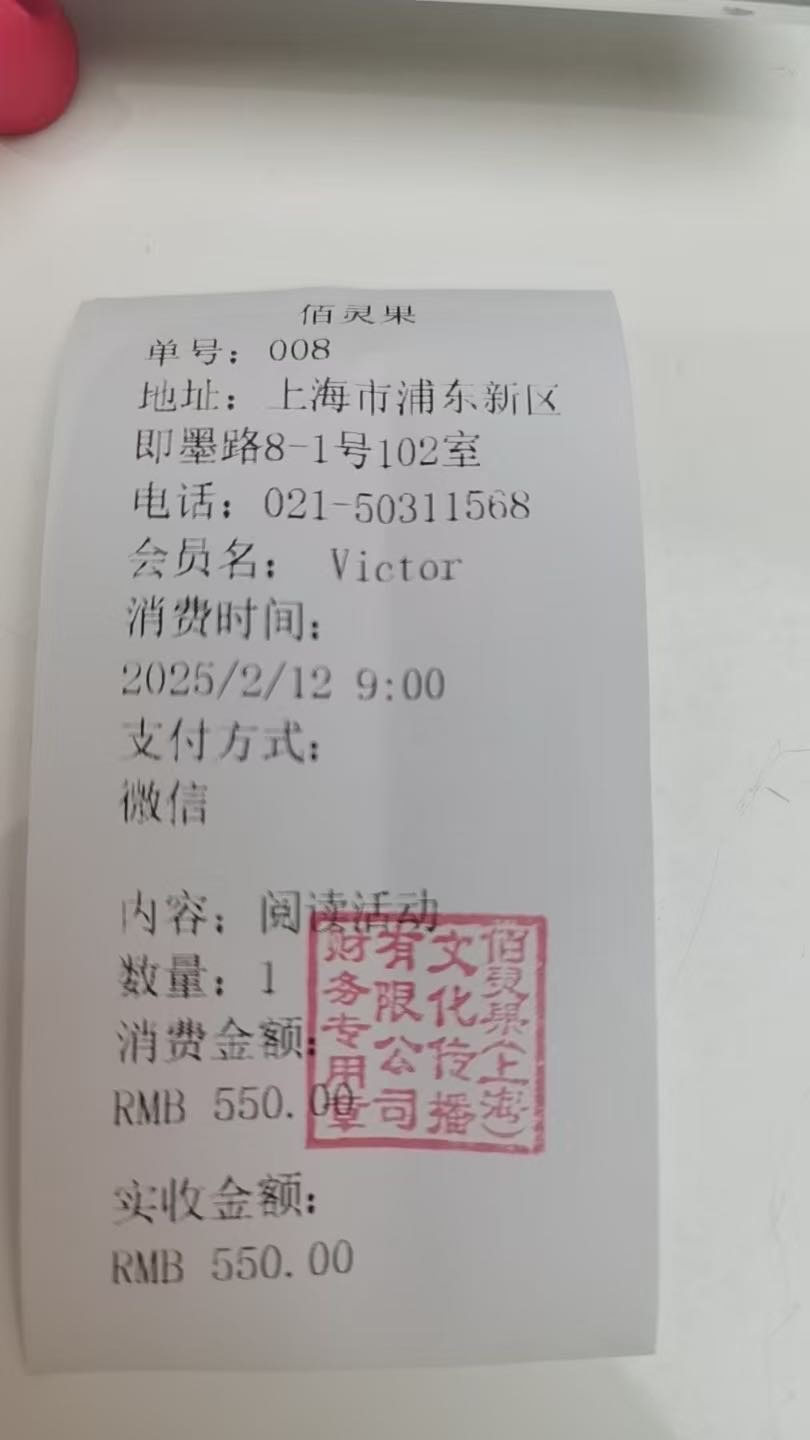 佰灵果
单号：008
地址：上海市浦东新区
即墨路8-1号102室
电话：021-50311568
会员名： Victor
消费时间：
2025/2/12 9:00
支付方式：
微信
内容：阅读活动
数量：1
消费金额：
RMB 550.00
实收金额：
RMB 550.00
佰灵果(上海)
文化传播
有限公司
财务专用章